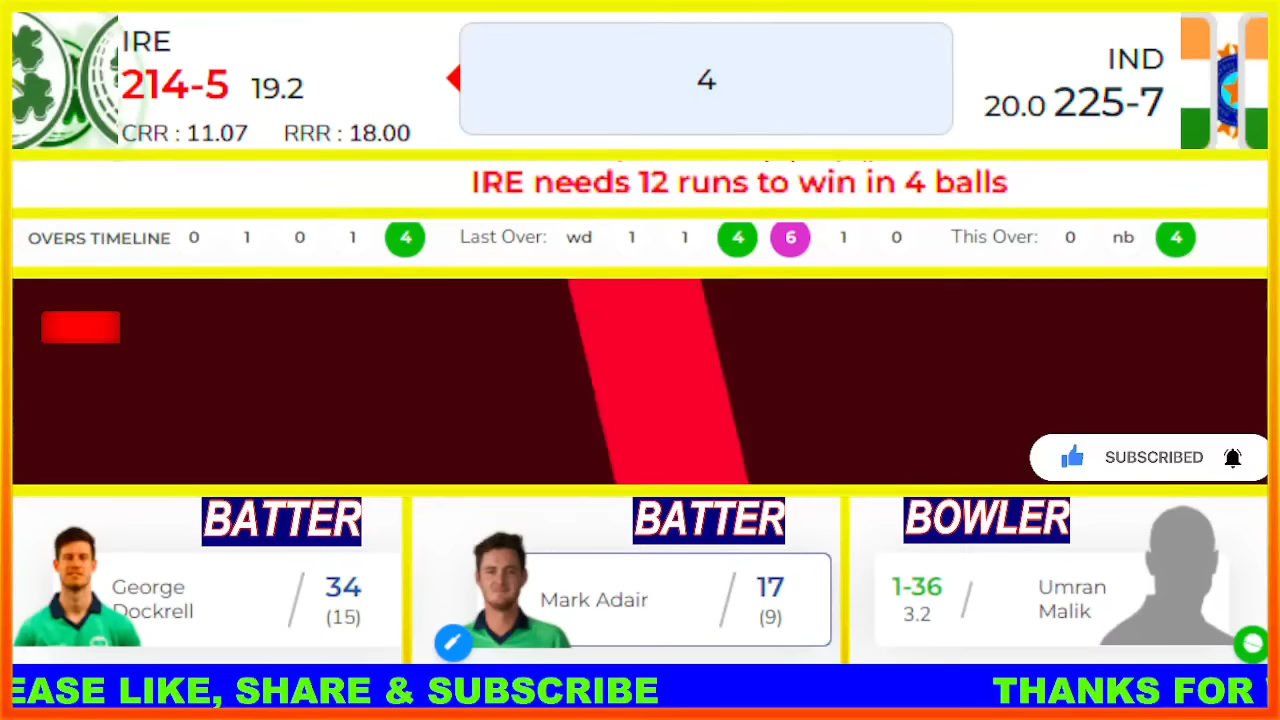 IRE
214-5 19.2
CRR : 11.07 RRR : 18.00
4
IND
20.0 225-7
IRE needs 12 runs to win in 4 balls
OVERS TIMELINE 0 1 0 1 4 Last Over: wd 1 1 4 6 1 0 This Over: 0 nb 4
SUBSCRIBED
BATTER
George
Dockrell
34
(15)
BATTER
Mark Adair
17
(9)
BOWLER
1-36
3.2
Umran
Malik
EASE LIKE, SHARE & SUBSCRIBE THANKS FOR